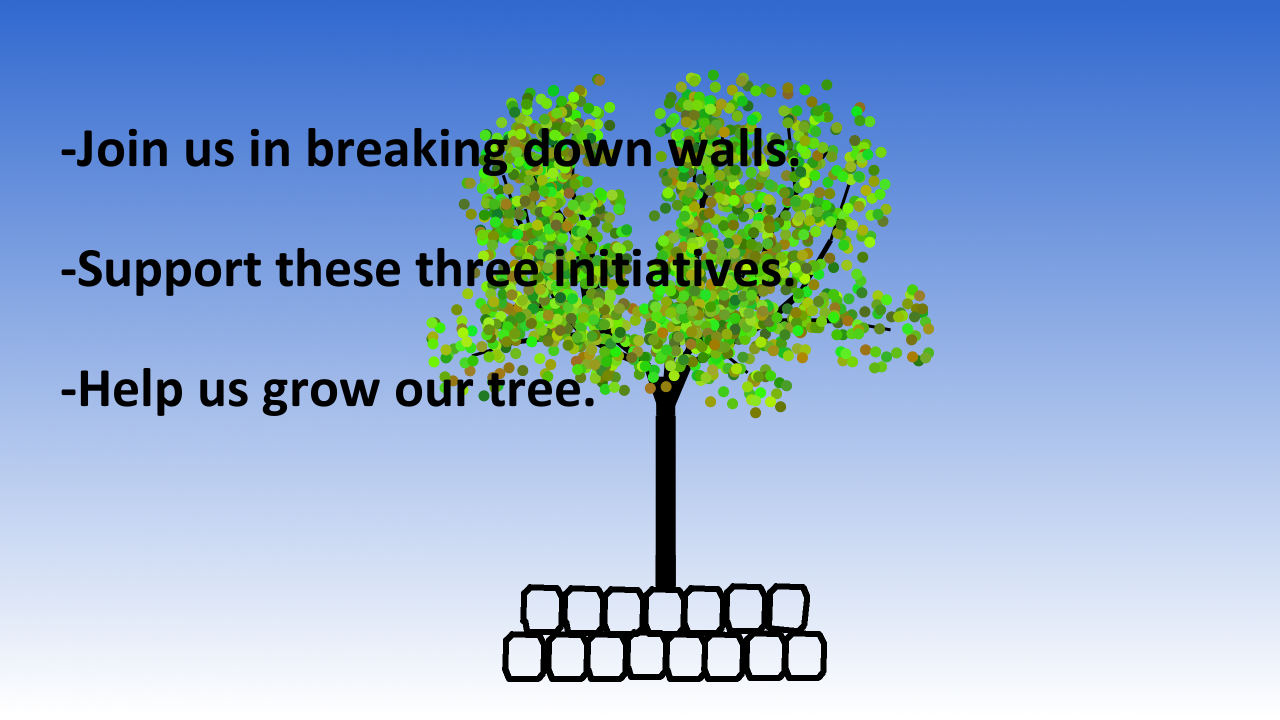 -Join us in breaking down walls.
-Support these three initiatives.
-Help us grow our tree.